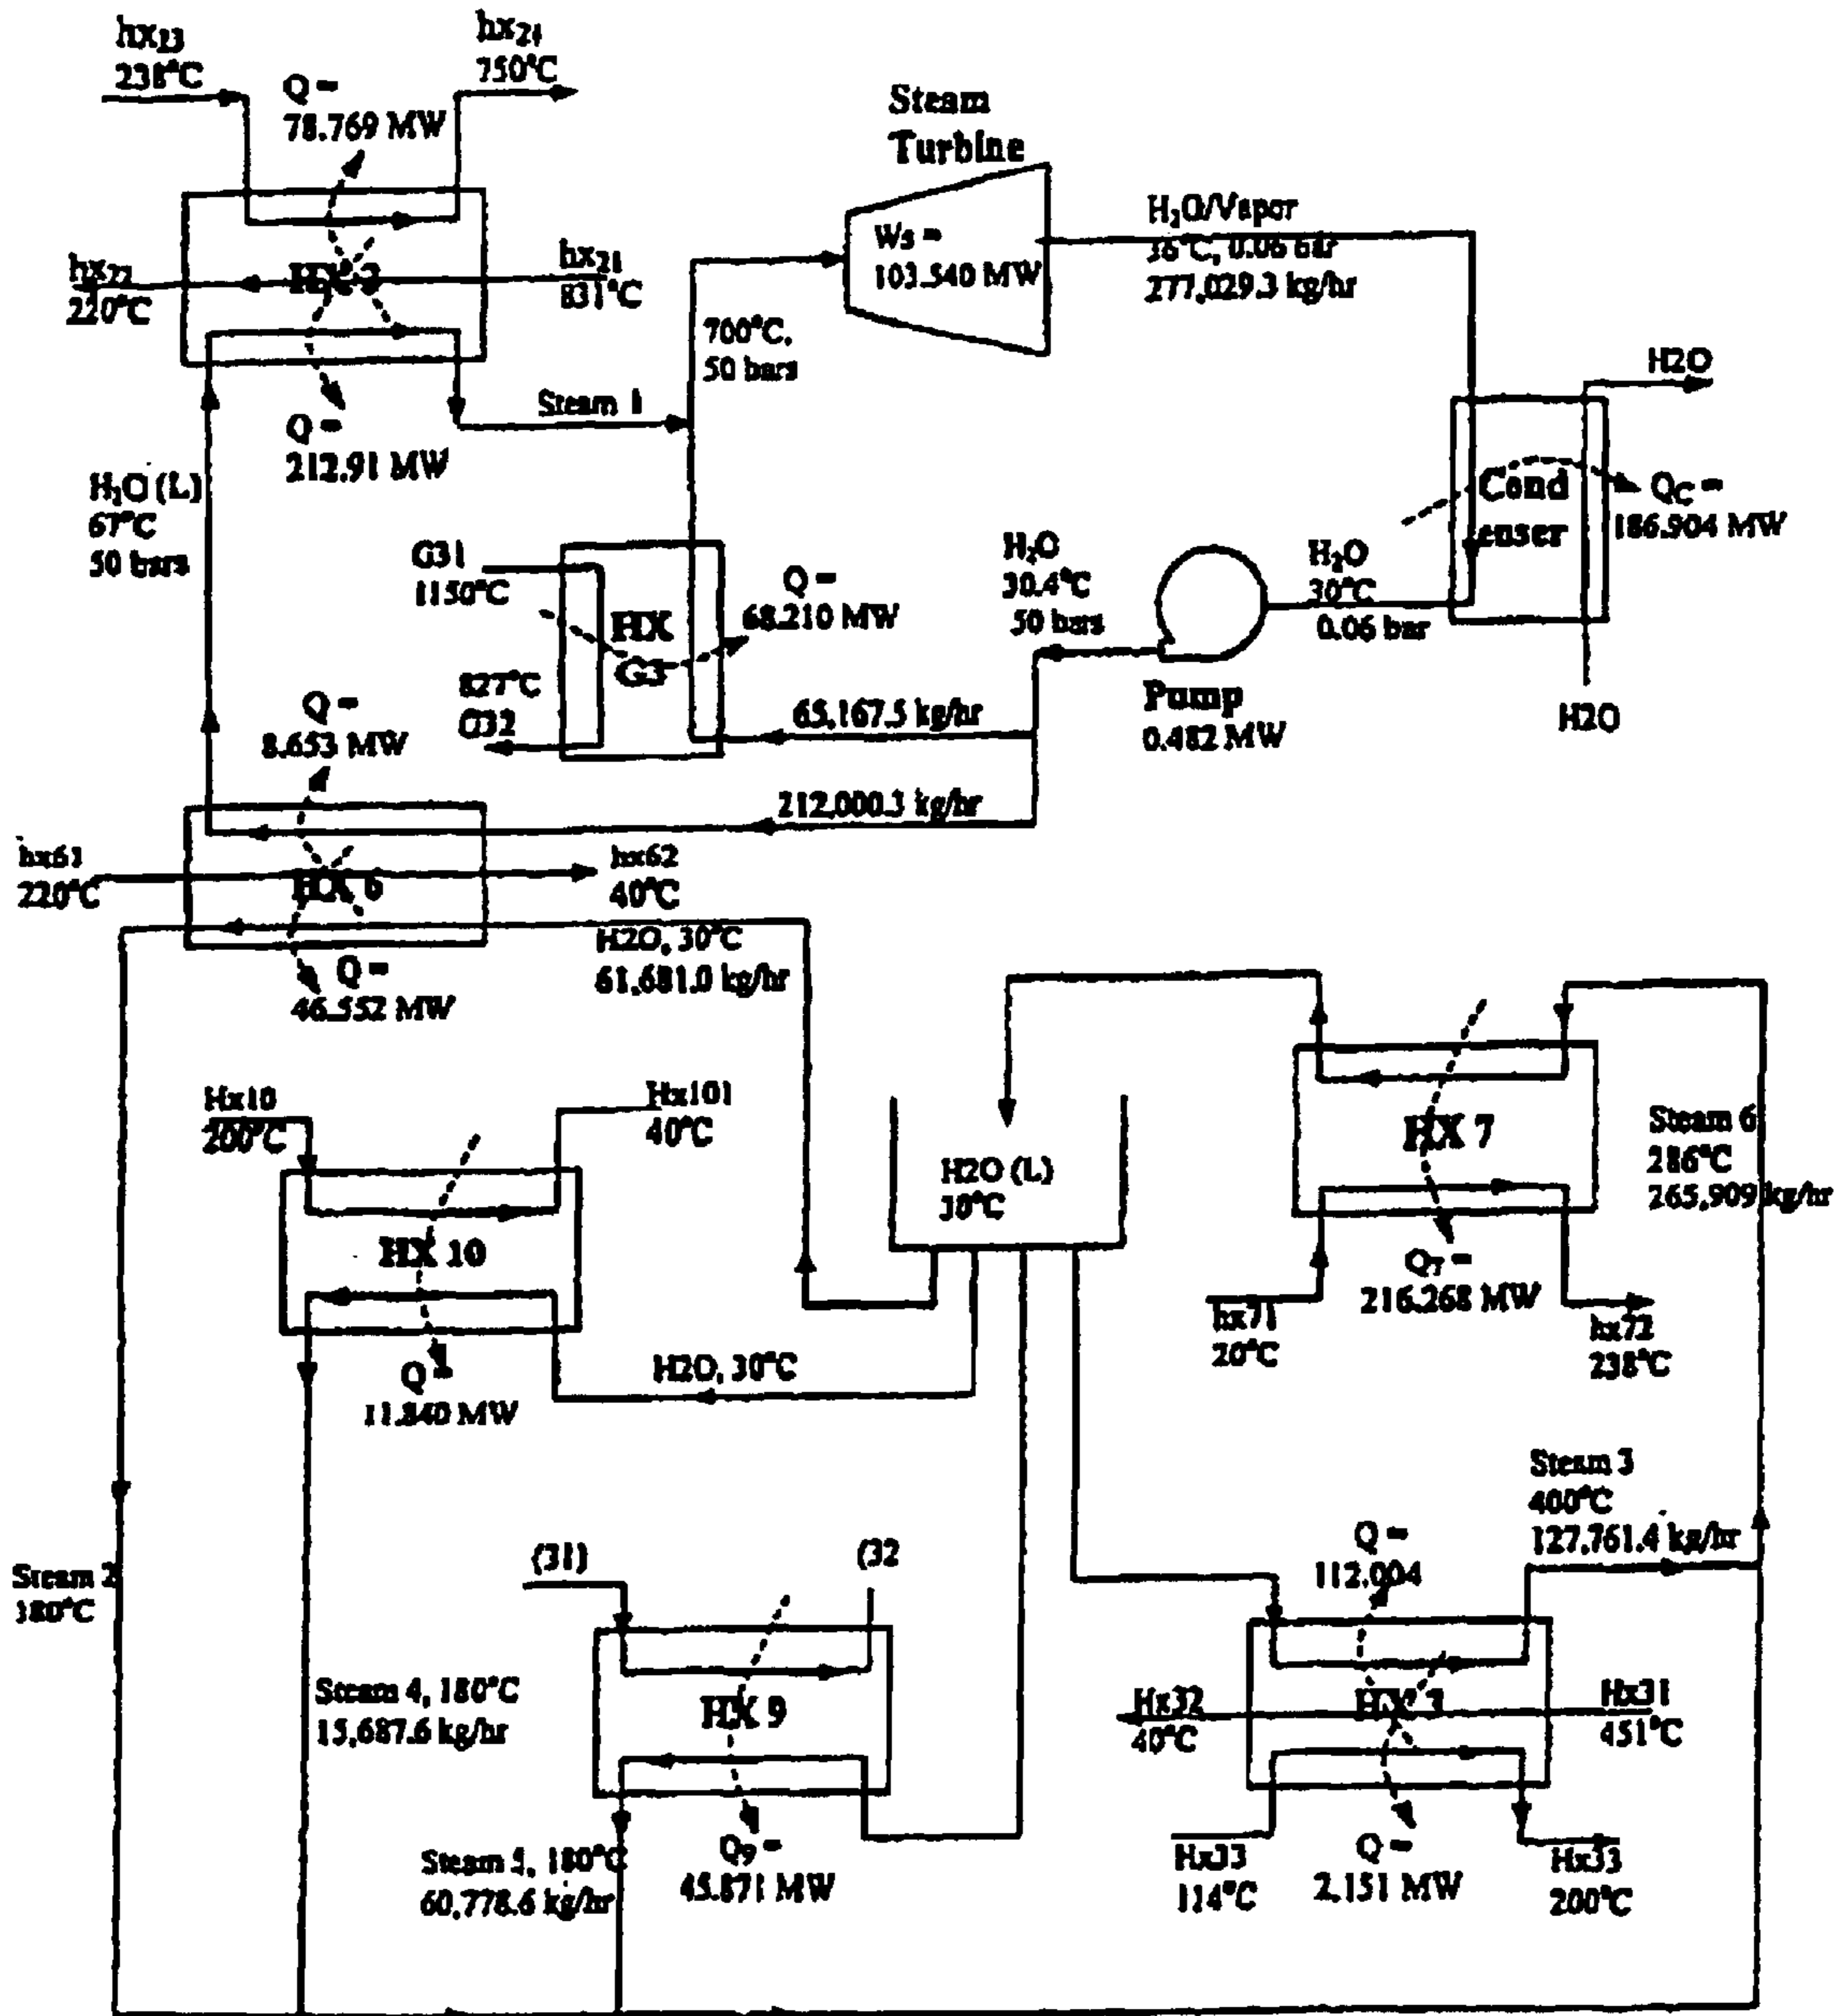 hx23
238°C
Q =
78.769 MW
hx24
750°C
hx22
220°C
hx21
831°C
Q =
212.91 MW
Steam 1
H₂O (L)
67°C
50 bars
Steam
Turbine
Ws =
103.540 MW
700°C,
50 bars
H₂O/Vapor
36°C, 0.06 bar
277,029.3 kg/hr
H2O
Cond
enser
QC =
186.904 MW
H2O
H₂O
30°C
0.06 bar
Pump
0.482 MW
H₂O
30.4°C
50 bars
G31
1150°C
HX
G3
Q =
68.210 MW
827°C
G32
65,167.5 kg/hr
212,000.3 kg/hr
Q =
8.653 MW
hx61
220°C
HX 6
hx62
40°C
H2O, 30°C
61,681.0 kg/hr
Q =
46.552 MW
Hx10
200°C
Hx101
40°C
HX 10
Q =
11.840 MW
H2O, 30°C
H2O (L)
30°C
HX 7
Steam 6
286°C
265,909 kg/hr
Q7 =
216.268 MW
hx71
20°C
hx72
238°C
Steam 2
180°C
Steam 4, 180°C
15,687.6 kg/hr
(31)
(32
HX 9
Steam 5, 180°C
60,778.6 kg/hr
Q9 =
45.871 MW
Steam 3
400°C
127,761.4 kg/hr
Q =
112.004
Hx32
40°C
Hx31
451°C
Hx33
114°C
Q =
2.151 MW
Hx33
200°C